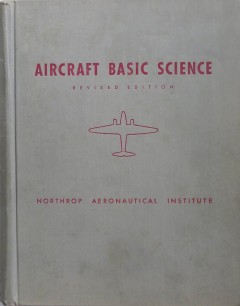 AIRCRAFT BASIC SCIENCE
REVISED EDITION
NORTHROP AERONAUTICAL INSTITUTE